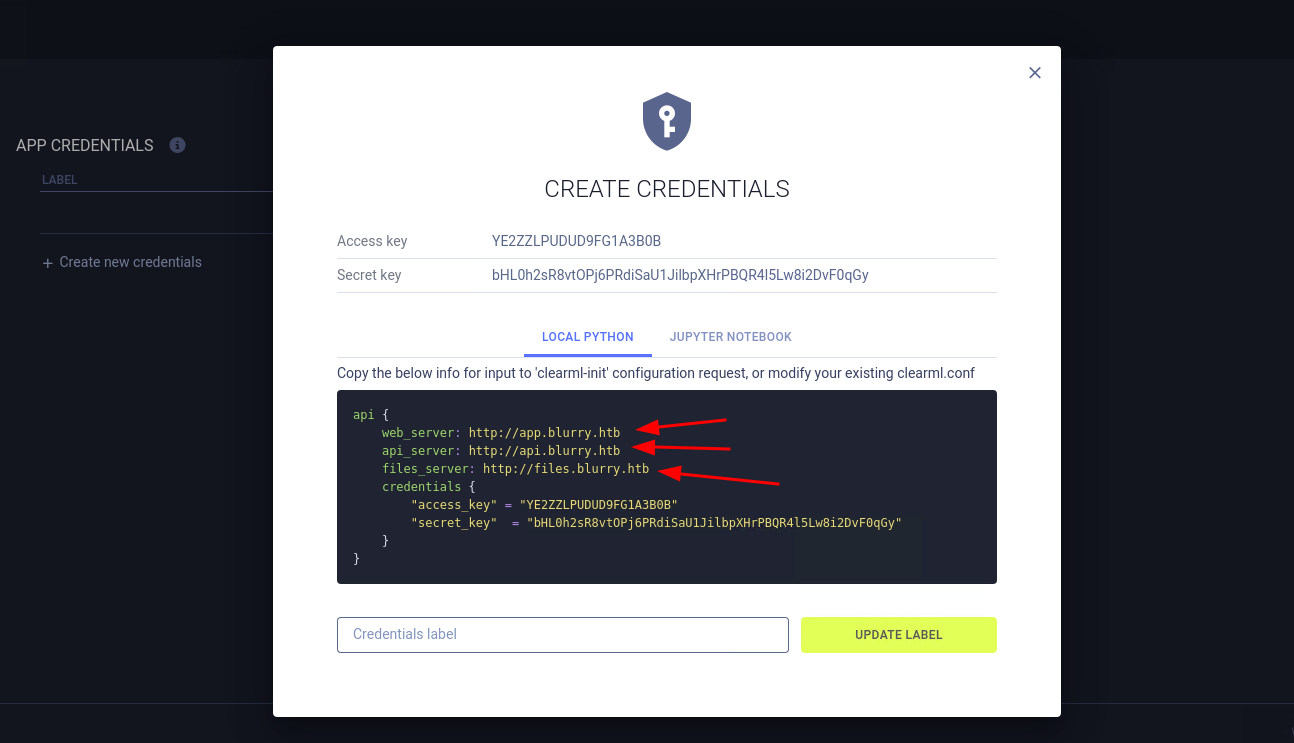 APP CREDENTIALS
LABEL
+ Create new credentials
CREATE CREDENTIALS
Access key YE2ZZLPUDUD9FG1A3B0B
Secret key bHL0h2sR8vtOPj6PRdiSaU1JilbpXHrPBQR4l5Lw8i2DvF0qGy
LOCAL PYTHON JUPYTER NOTEBOOK
Copy the below info for input to 'clearml-init' configuration request, or modify your existing clearml.conf
api {
    web_server: http://app.blurry.htb
    api_server: http://api.blurry.htb
    files_server: http://files.blurry.htb
    credentials {
        "access_key" = "YE2ZZLPUDUD9FG1A3B0B"
        "secret_key"  = "bHL0h2sR8vtOPj6PRdiSaU1JilbpXHrPBQR4l5Lw8i2DvF0qGy"
    }
}
Credentials label UPDATE LABEL